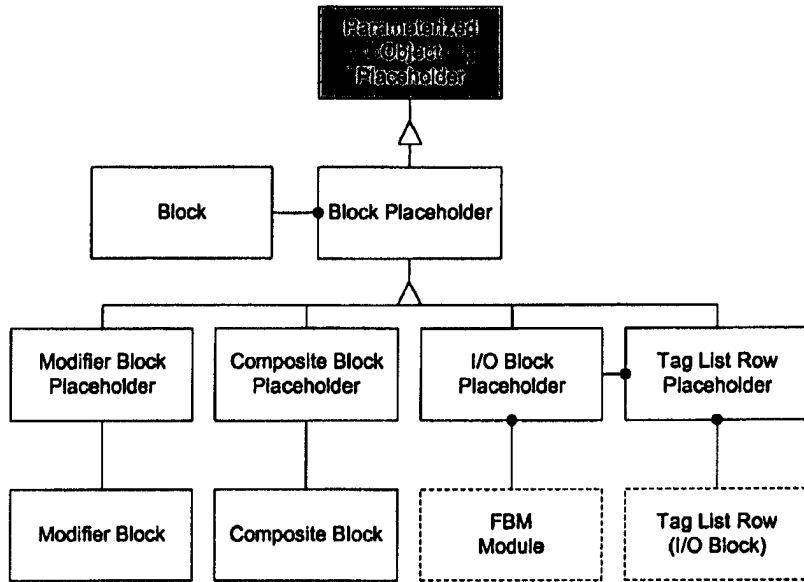 Parameterized
Object
Placeholder
Block
Block Placeholder
Modifier Block
Placeholder
Composite Block
Placeholder
I/O Block
Placeholder
Tag List Row
Placeholder
Modifier Block
Composite Block
FBM
Module
Tag List Row
(I/O Block)